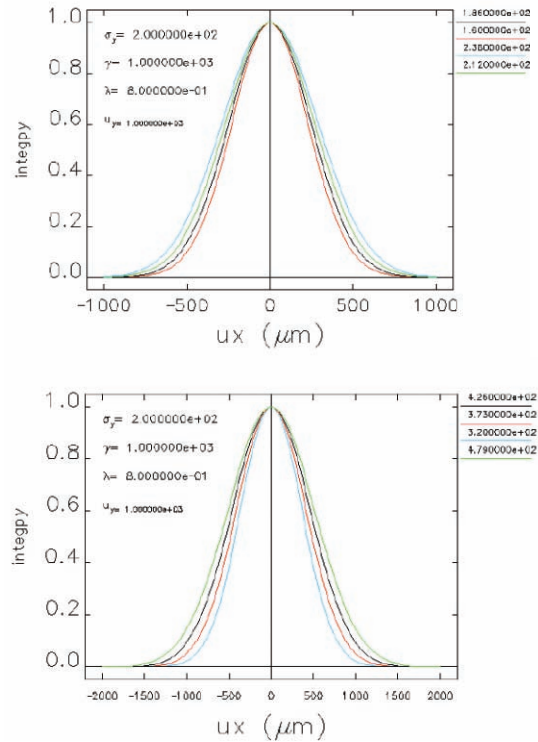 1.860000e+02
1.600000e+02
2.380000e+02
2.120000e+02
σy= 2.000000e+02
γ= 1.000000e+03
λ= 8.000000e-01
uy= 1.000000e+03
integpy
1.0
0.8
0.6
0.4
0.2
0.0
-1000 -500 0 500 1000
ux (μm)
4.260000e+02
3.730000e+02
3.200000e+02
4.790000e+02
σy= 2.000000e+02
γ= 1.000000e+03
λ= 8.000000e-01
uy= 1.000000e+03
integpy
1.0
0.8
0.6
0.4
0.2
0.0
-2000 -1500 -1000 -500 0 500 1000 1500 2000
ux (μm)